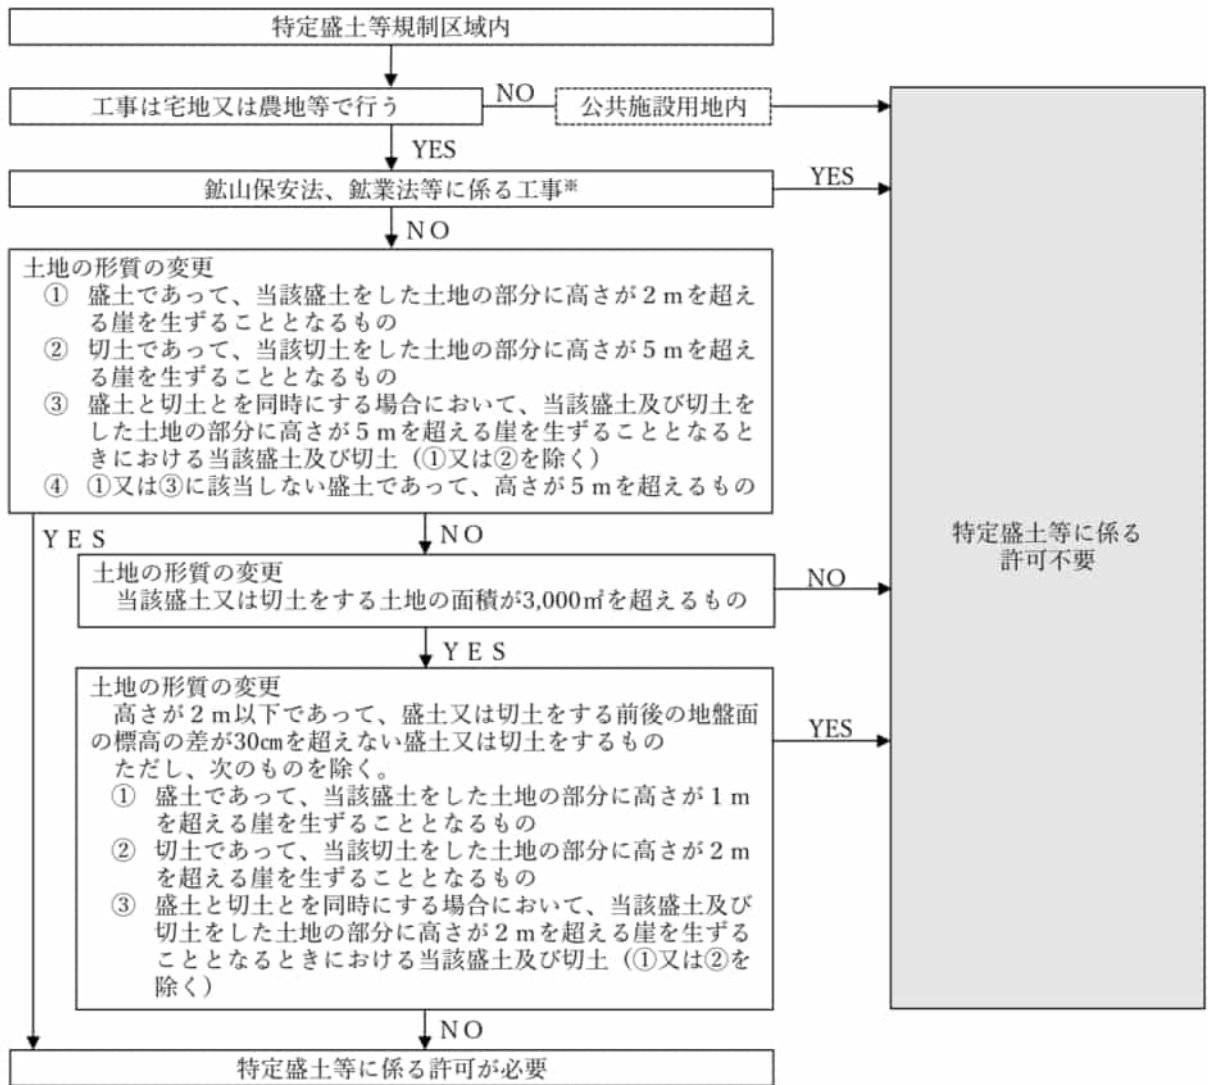 特定盛土等規制区域内
工事は宅地又は農地等で行う
NO
公共施設用地内
YES
鉱山保安法、鉱業法等に係る工事※
YES
NO
土地の形質の変更
① 盛土であって、当該盛土をした土地の部分に高さが2mを超え
る崖を生ずることとなるもの
② 切土であって、当該切土をした土地の部分に高さが5mを超え
る崖を生ずることとなるもの
③ 盛土と切土とを同時にする場合において、当該盛土及び切土を
した土地の部分に高さが5mを超える崖を生ずることとなると
きにおける当該盛土及び切土（①又は②を除く）
④ ①又は③に該当しない盛土であって、高さが5mを超えるもの
YES
NO
土地の形質の変更
当該盛土又は切土をする土地の面積が3,000㎡を超えるもの
NO
YES
土地の形質の変更
高さが2m以下であって、盛土又は切土をする前後の地盤面
の標高の差が30㎝を超えない盛土又は切土をするもの
ただし、次のものを除く。
① 盛土であって、当該盛土をした土地の部分に高さが1m
を超える崖を生ずることとなるもの
② 切土であって、当該切土をした土地の部分に高さが2m
を超える崖を生ずることとなるもの
③ 盛土と切土とを同時にする場合において、当該盛土及び
切土をした土地の部分に高さが2mを超える崖を生ずる
こととなるときにおける当該盛土及び切土（①又は②を
除く）
YES
NO
特定盛土等に係る許可が必要
特定盛土等に係る
許可不要